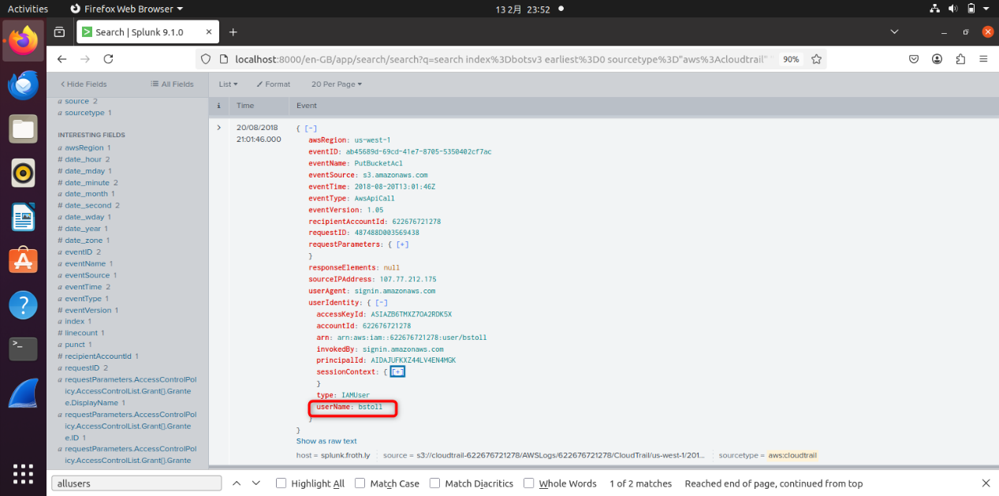 Activities
Firefox Web Browser
13 2月 23:52
Search | Splunk 9.1.0
localhost:8000/en-GB/app/search/search?q=search index%3Dbotsv3 earliest%3D0 sourcetype%3D"aws%3Acloudtrail"
90%
Hide Fields
All Fields
List
Format
20 Per Page
i
Time
Event
a source 2
a sourcetype 1
INTERESTING FIELDS
a awsRegion 1
# date_hour 2
# date_mday 1
# date_minute 2
a date_month 1
# date_second 2
a date_wday 1
# date_year 1
# date_zone 1
a eventID 2
a eventName 1
a eventSource 1
a eventTime 2
a eventType 1
# eventVersion 1
a index 1
# linecount 1
a punct 1
# recipientAccountId 1
a requestID 2
a requestParameters.AccessControlPol
icy.AccessControlList.Grant{}.Grante
e.DisplayName 1
a requestParameters.AccessControlPol
icy.AccessControlList.Grant{}.Grante
e.ID 1
a requestParameters.AccessControlPol
icy.AccessControlList.Grant{}.Grante
20/08/2018
21:01:46.000
{ [-]
awsRegion: us-west-1
eventID: ab45689d-69cd-41e7-8705-5350402cf7ac
eventName: PutBucketAcl
eventSource: s3.amazonaws.com
eventTime: 2018-08-20T13:01:46Z
eventType: AwsApiCall
eventVersion: 1.05
recipientAccountId: 622676721278
requestID: 487488D003569438
requestParameters: { [+]
}
responseElements: null
sourceIPAddress: 107.77.212.175
userAgent: signin.amazonaws.com
userIdentity: { [-]
accessKeyId: ASIAZB6TMXZ7OA2RDK5X
accountId: 622676721278
arn: arn:aws:iam::622676721278:user/bstoll
invokedBy: signin.amazonaws.com
principalId: AIDAJUFKXZ44LV4EN4MGK
sessionContext: { [+]
}
type: IAMUser
userName: bstoll
}
}
Show as raw text
host = splunk.froth.ly
source = s3://cloudtrail-622676721278/AWSLogs/622676721278/CloudTrail/us-west-1/201...
sourcetype = aws:cloudtrail
allusers
Highlight All
Match Case
Match Diacritics
Whole Words
1 of 2 matches
Reached end of page, continued from top